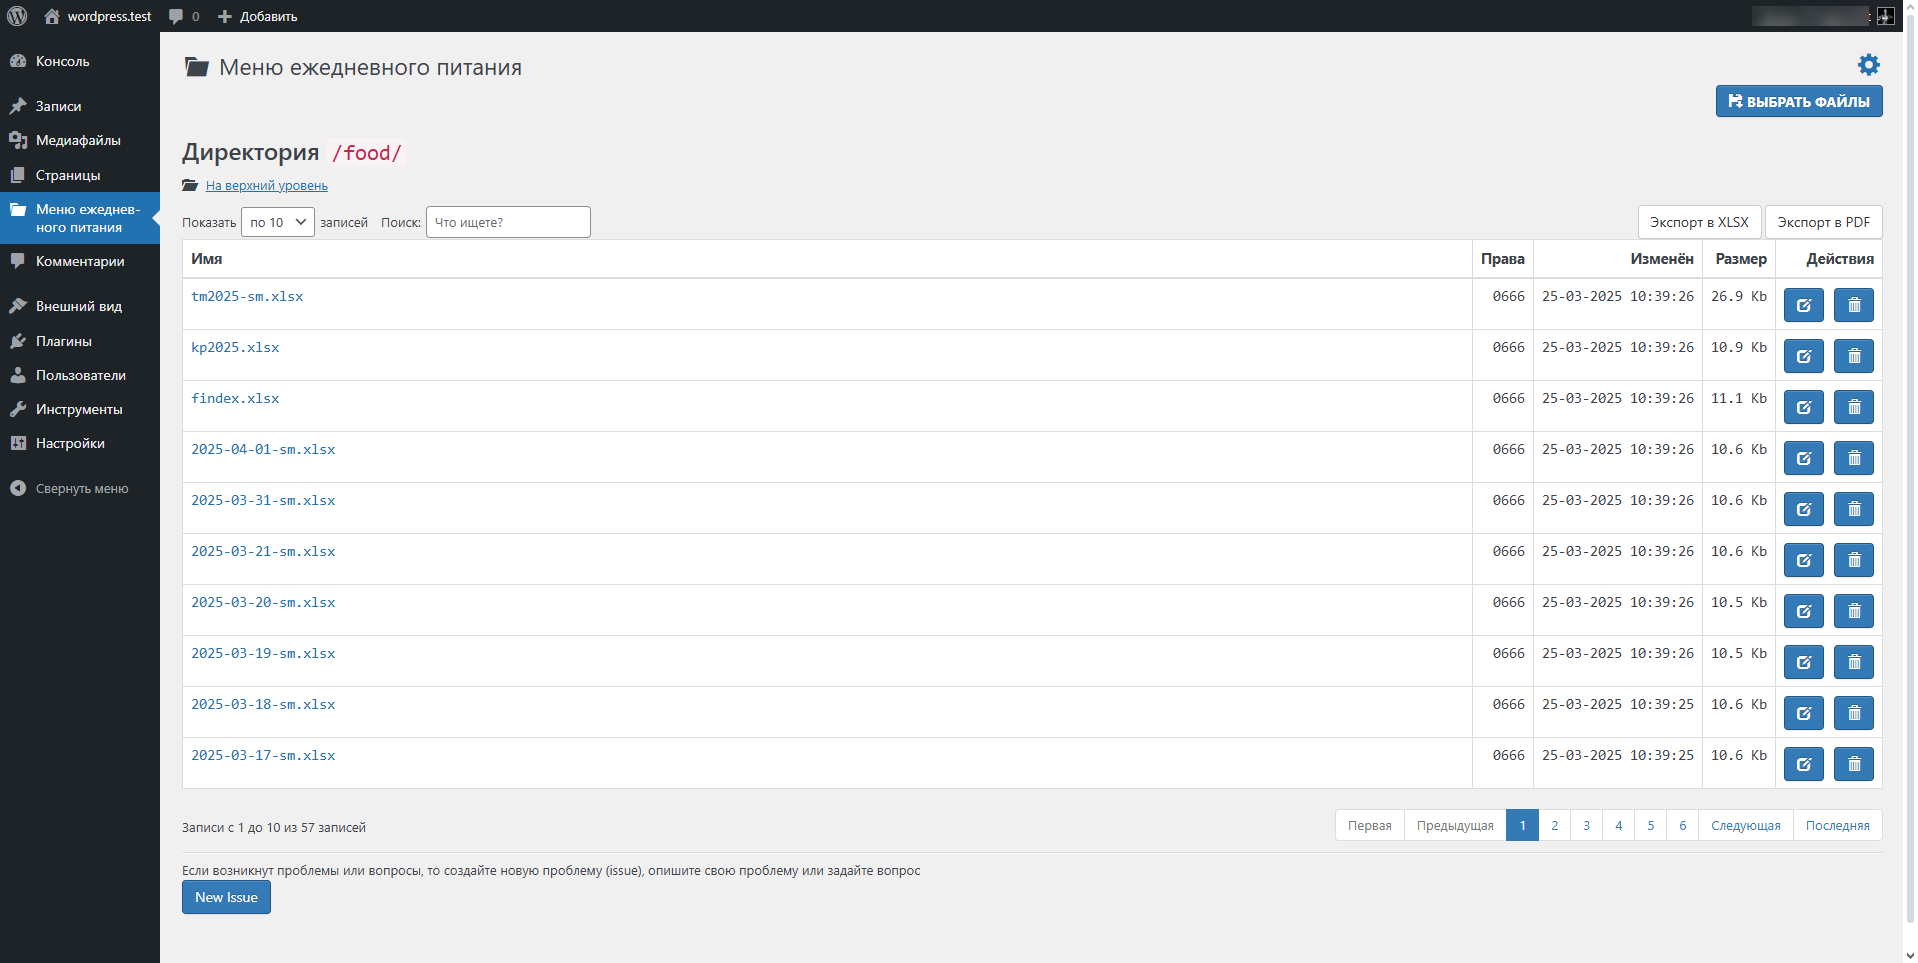 wordpress.test 0 Добавить
Консоль
Записи
Медиафайлы
Страницы
Меню ежеднев-
ного питания
Комментарии
Внешний вид
Плагины
Пользователи
Инструменты
Настройки
Свернуть меню
Меню ежедневного питания
ВЫБРАТЬ ФАЙЛЫ
Директория /food/
На верхний уровень
Показать по 10 записей Поиск: Что ищете? Экспорт в XLSX Экспорт в PDF
Имя Права Изменён Размер Действия
tm2025-sm.xlsx 0666 25-03-2025 10:39:26 26.9 Kb
kp2025.xlsx 0666 25-03-2025 10:39:26 10.9 Kb
findex.xlsx 0666 25-03-2025 10:39:26 11.1 Kb
2025-04-01-sm.xlsx 0666 25-03-2025 10:39:26 10.6 Kb
2025-03-31-sm.xlsx 0666 25-03-2025 10:39:26 10.6 Kb
2025-03-21-sm.xlsx 0666 25-03-2025 10:39:26 10.6 Kb
2025-03-20-sm.xlsx 0666 25-03-2025 10:39:26 10.5 Kb
2025-03-19-sm.xlsx 0666 25-03-2025 10:39:26 10.5 Kb
2025-03-18-sm.xlsx 0666 25-03-2025 10:39:25 10.6 Kb
2025-03-17-sm.xlsx 0666 25-03-2025 10:39:25 10.6 Kb
Записи с 1 до 10 из 57 записей Первая Предыдущая 1 2 3 4 5 6 Следующая Последняя
Если возникнут проблемы или вопросы, то создайте новую проблему (issue), опишите свою проблему или задайте вопрос
New Issue